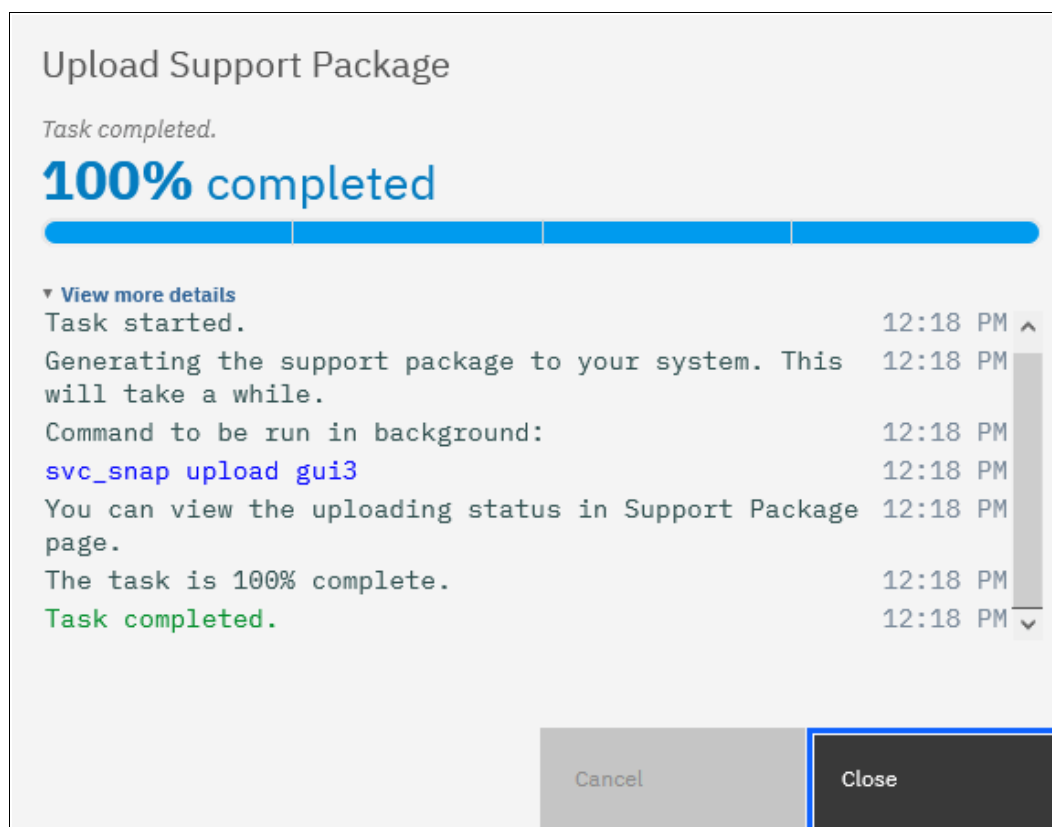 Upload Support Package
Task completed.
100% completed
▼ View more details
Task started. 12:18 PM
Generating the support package to your system. This 12:18 PM
will take a while.
Command to be run in background: 12:18 PM
svc_snap upload gui3 12:18 PM
You can view the uploading status in Support Package 12:18 PM
page.
The task is 100% complete. 12:18 PM
Task completed. 12:18 PM
Cancel Close